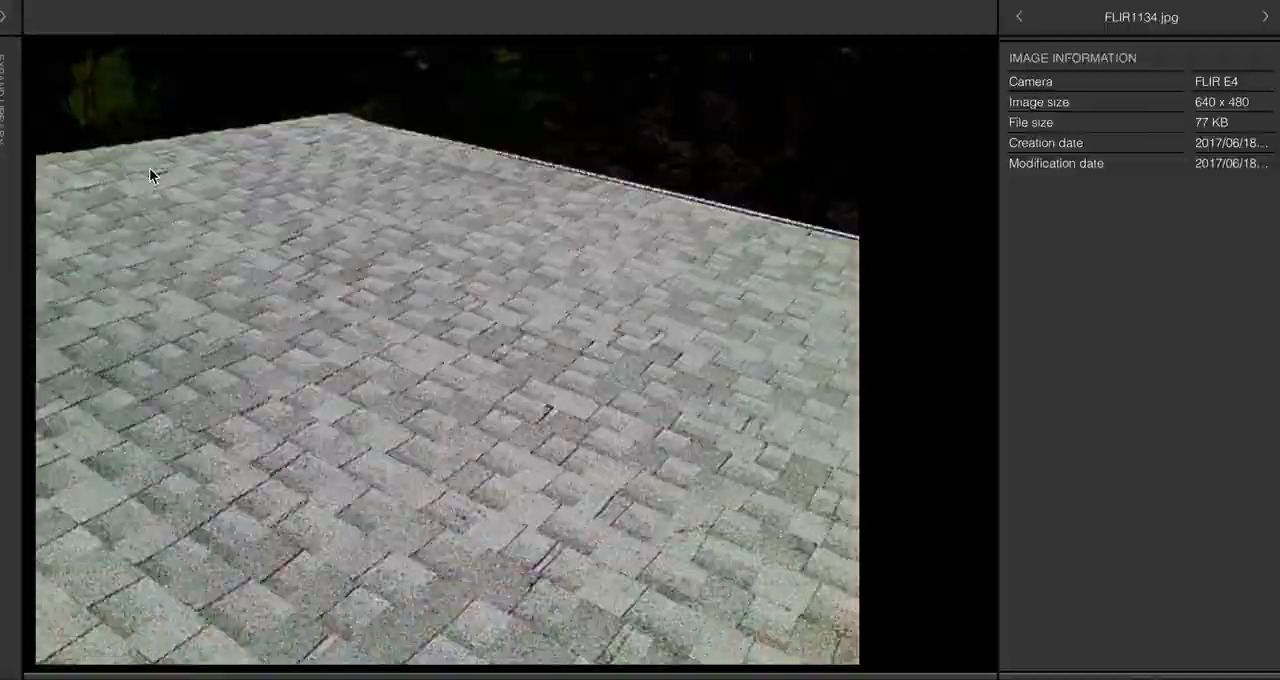 FLIR1134.jpg
IMAGE INFORMATION
Camera FLIR E4
Image size 640 x 480
File size 77 KB
Creation date 2017/06/18...
Modification date 2017/06/18...